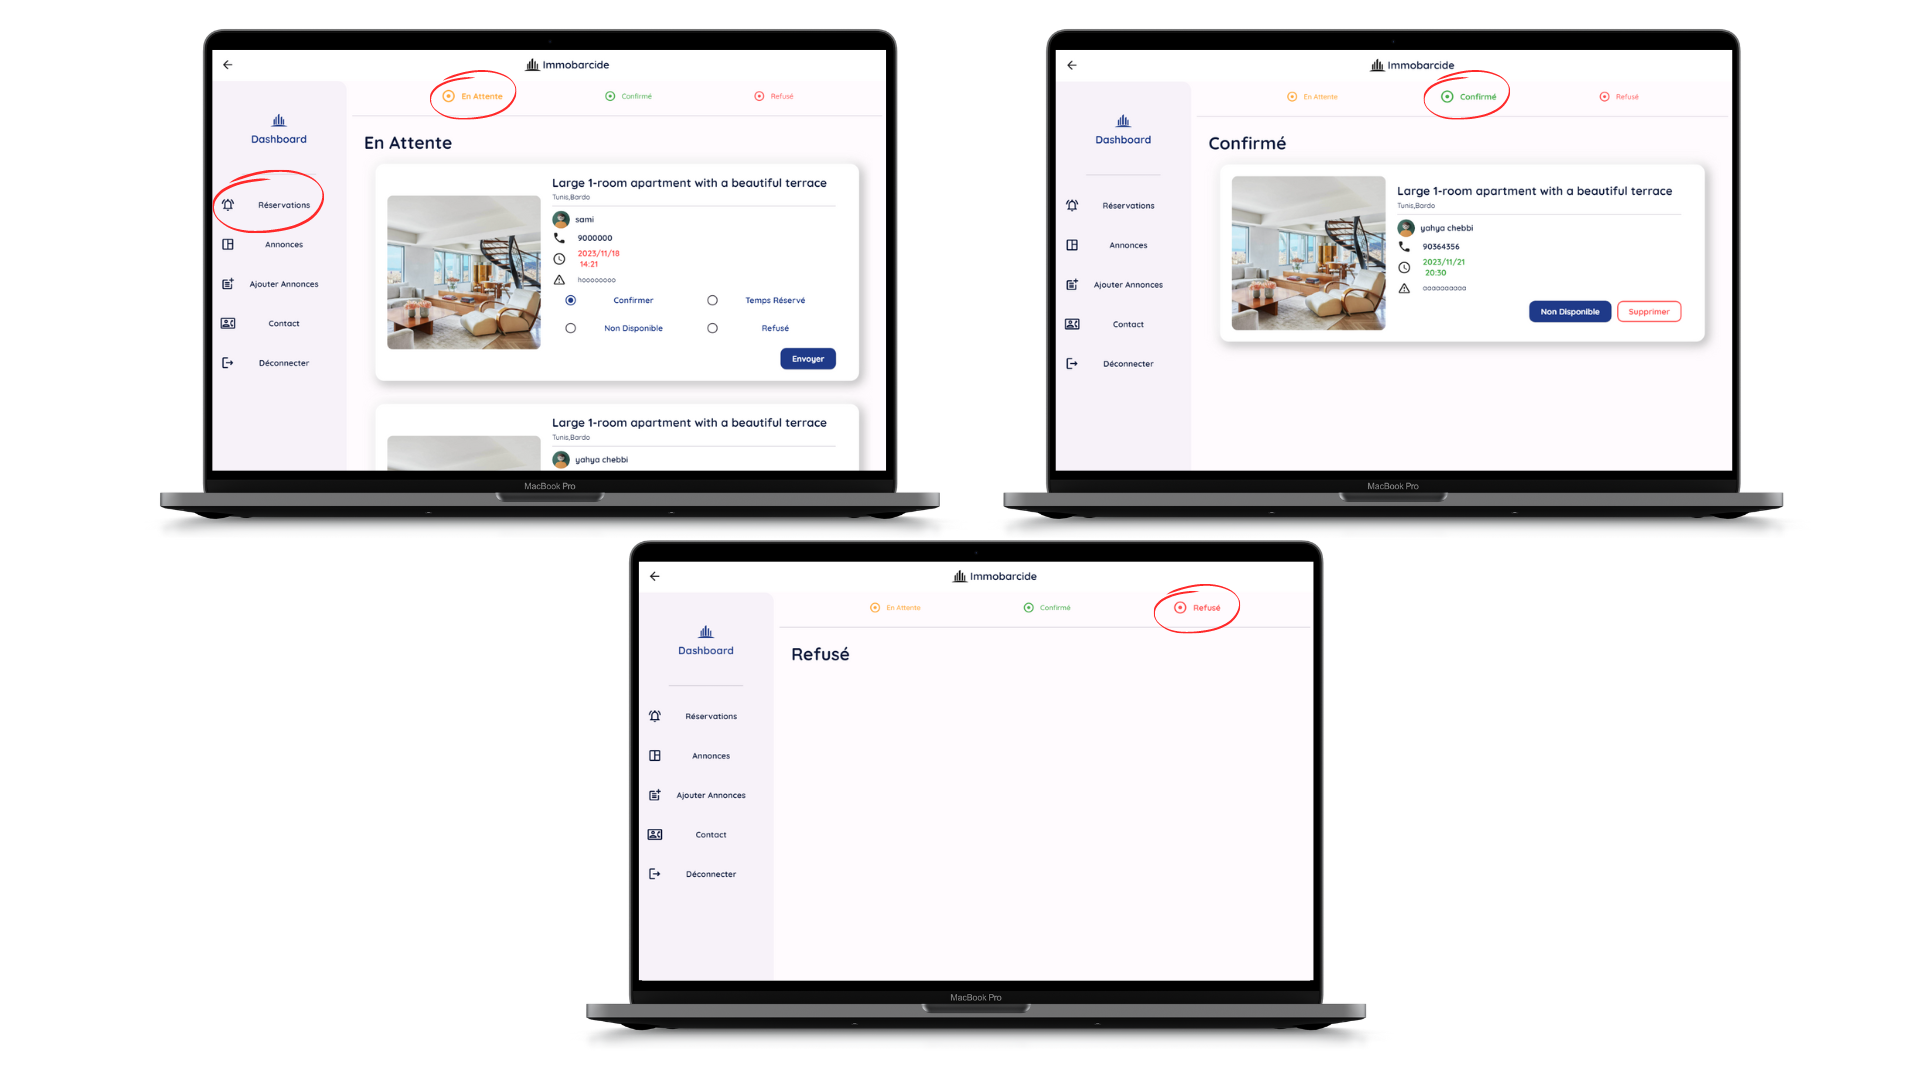 Immobarcide
En Attente
Confirmé
Refusé
Dashboard
Réservations
Annonces
Ajouter Annonces
Contact
Déconnecter
En Attente
Large 1-room apartment with a beautiful terrace
Tunis,Bardo
sami
9000000
2023/11/18
14:21
hoooooooo
Confirmer
Temps Réservé
Non Disponible
Refusé
Envoyer
Large 1-room apartment with a beautiful terrace
Tunis,Bardo
yahya chebbi
MacBook Pro
Immobarcide
En Attente
Confirmé
Refusé
Dashboard
Réservations
Annonces
Ajouter Annonces
Contact
Déconnecter
Confirmé
Large 1-room apartment with a beautiful terrace
Tunis,Bardo
yahya chebbi
90364356
2023/11/21
20:30
Non Disponible
Supprimer
MacBook Pro
Immobarcide
En Attente
Confirmé
Refusé
Dashboard
Réservations
Annonces
Ajouter Annonces
Contact
Déconnecter
Refusé
MacBook Pro